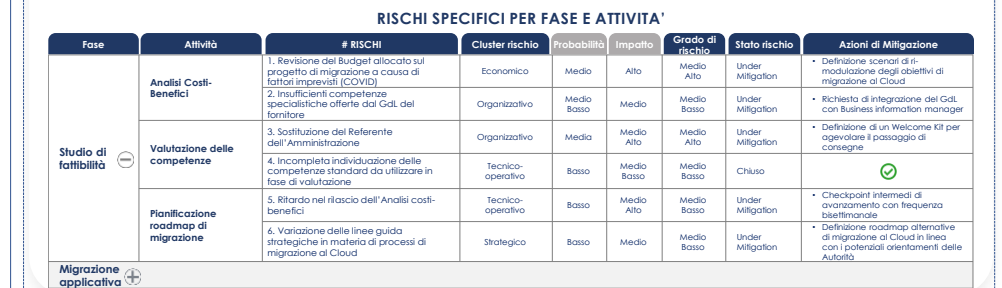 RISCHI SPECIFICI PER FASE E ATTIVITA'
Fase
Attività
# RISCHI
Cluster rischio
Probabilità
Impatto
Grado di
rischio
Stato rischio
Azioni di Mitigazione
Studio di
fattibilità
Analisi Costi-
Benefici
1. Revisione del Budget allocato sul
progetto di migrazione a causa di
fattori imprevisti (COVID)
Economico
Medio
Alto
Medio
Alto
Under
Mitigation
• Definizione scenari di ri-
modulazione degli obiettivi di
migrazione al Cloud
2. Insufficienti competenze
specialistiche offerte dal GdL del
fornitore
Organizzativo
Medio
Basso
Medio
Medio
Basso
Under
Mitigation
• Richiesta di integrazione del GdL
con Business information manager
Valutazione delle
competenze
3. Sostituzione del Referente
dell'Amministrazione
Organizzativo
Media
Medio
Alto
Medio
Alto
Under
Mitigation
• Definizione di un Welcome Kit per
agevolare il passaggio di
consegne
4. Incompleta individuazione delle
competenze standard da utilizzare in
fase di valutazione
Tecnico-
operativo
Basso
Medio
Basso
Medio
Basso
Chiuso
Pianificazione
roadmap di
migrazione
5. Ritardo nel rilascio dell'Analisi costi-
benefici
Tecnico-
operativo
Basso
Medio
Alto
Medio
Basso
Under
Mitigation
• Checkpoint intermedi di
avanzamento con frequenza
bisettimanale
6. Variazione delle linee guida
strategiche in materia di processi di
migrazione al Cloud
Strategico
Basso
Medio
Medio
Basso
Under
Mitigation
• Definizione roadmap alternative
di migrazione al Cloud in linea
con i potenziali orientamenti delle
Autorità
Migrazione
applicativa